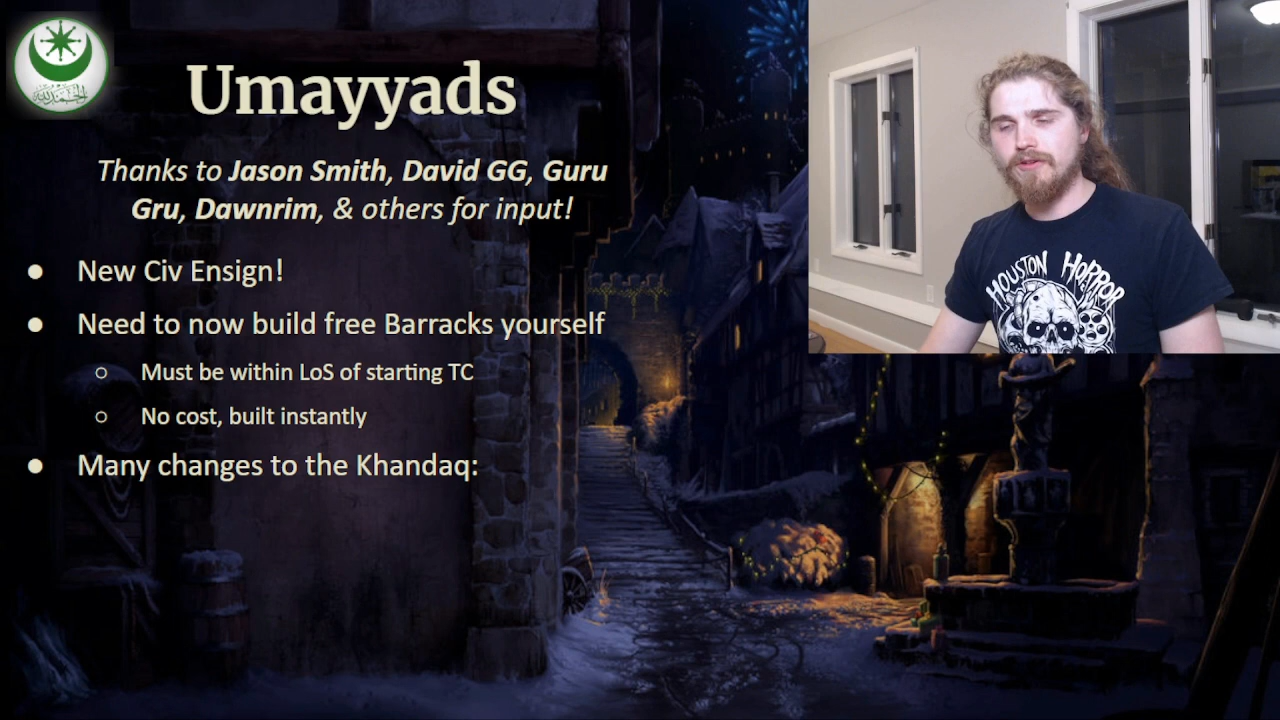 Umayyads
Thanks to Jason Smith, David GG, Guru
Gru, Dawnrim, & others for input!
● New Civ Ensign!
● Need to now build free Barracks yourself
○ Must be within LoS of starting TC
○ No cost, built instantly
● Many changes to the Khandaq:
HOUSTON HORROR